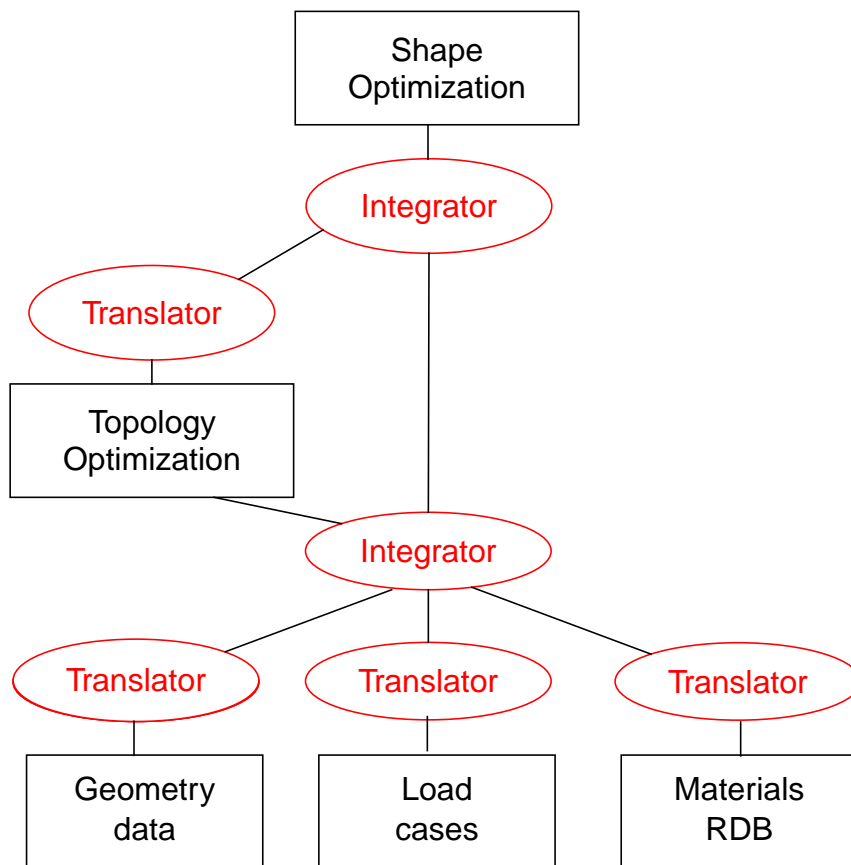 Shape
Optimization
Integrator
Translator
Topology
Optimization
Integrator
Translator
Translator
Translator
Geometry
data
Load
cases
Materials
RDB